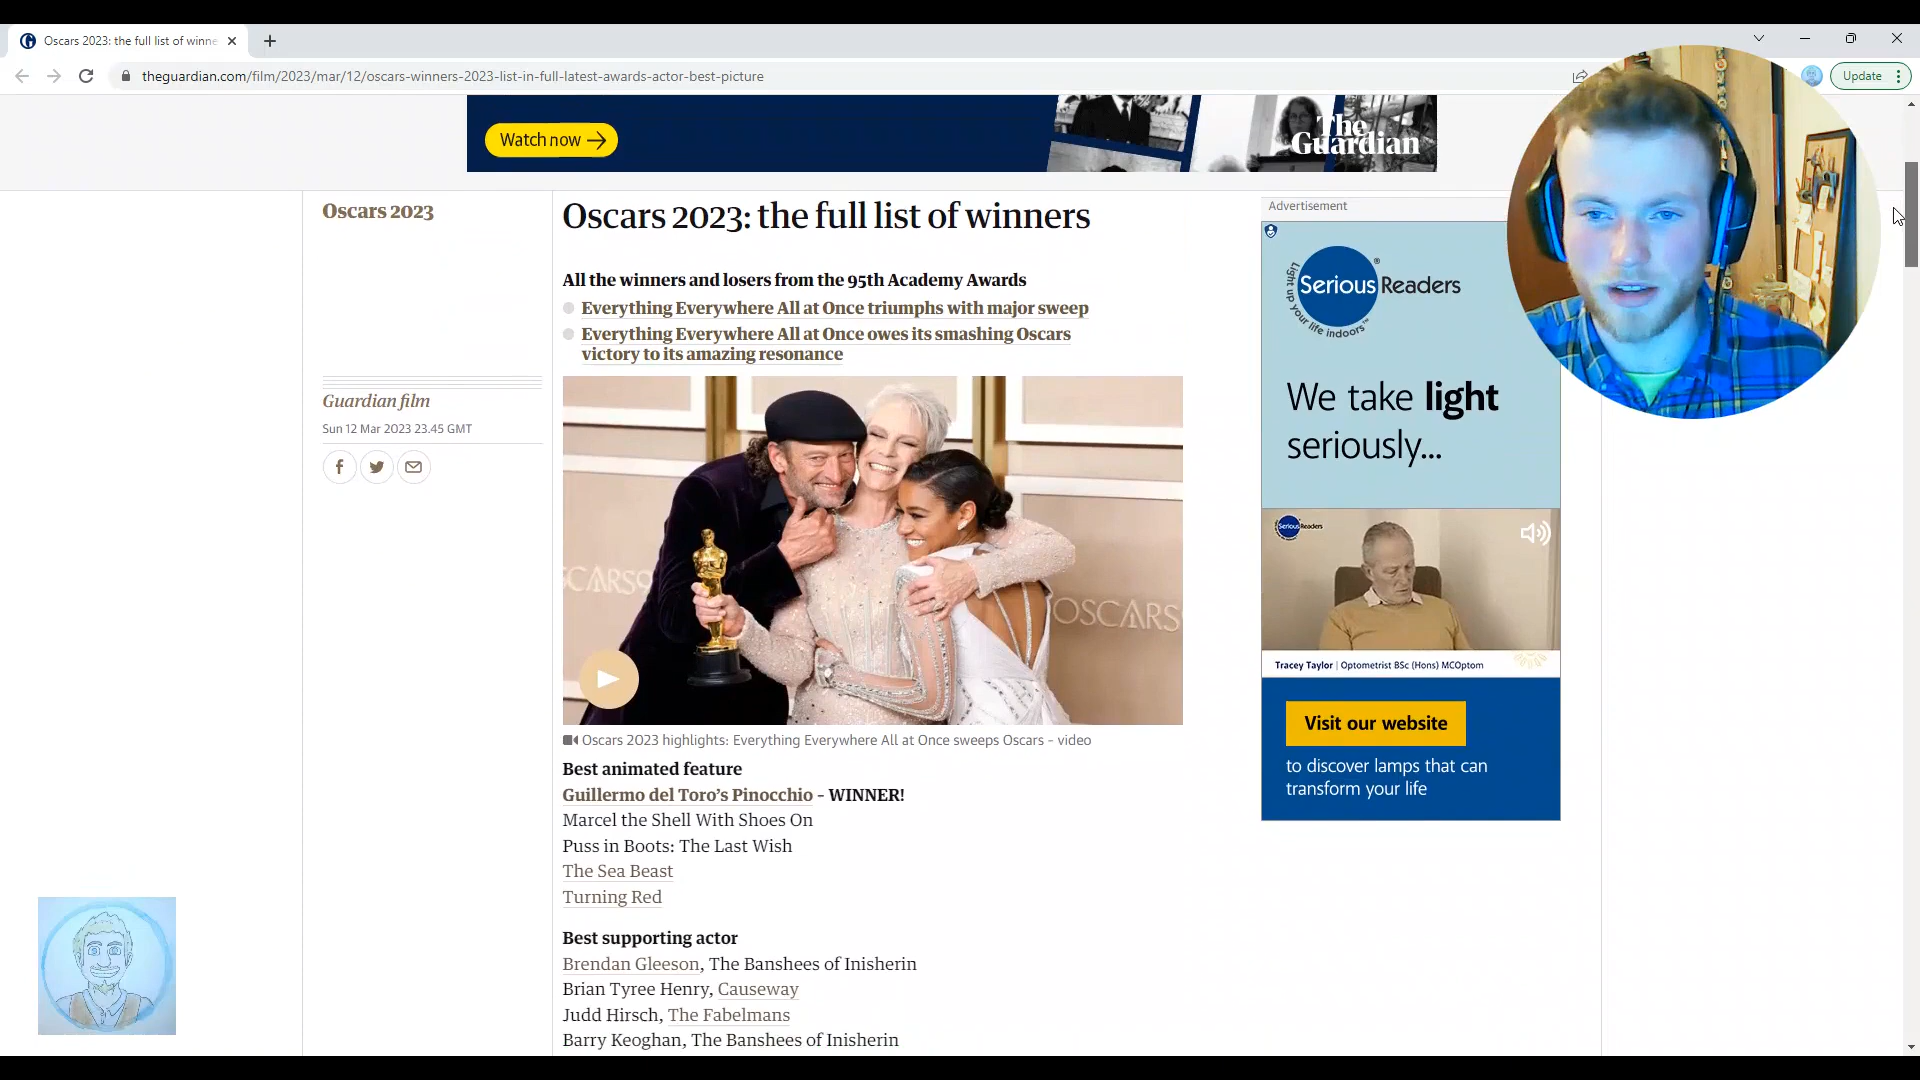 Oscars 2023: the full list of winne
theguardian.com/film/2023/mar/12/oscars-winners-2023-list-in-full-latest-awards-actor-best-picture
Update
Watch now
The
Guardian
Oscars 2023
Oscars 2023: the full list of winners
All the winners and losers from the 95th Academy Awards
Everything Everywhere All at Once triumphs with major sweep
Everything Everywhere All at Once owes its smashing Oscars
victory to its amazing resonance
Guardian film
Sun 12 Mar 2023 23.45 GMT
SCARS
OSCARS
Oscars 2023 highlights: Everything Everywhere All at Once sweeps Oscars – video
Best animated feature
Guillermo del Toro’s Pinocchio – WINNER!
Marcel the Shell With Shoes On
Puss in Boots: The Last Wish
The Sea Beast
Turning Red
Best supporting actor
Brendan Gleeson, The Banshees of Inisherin
Brian Tyree Henry, Causeway
Judd Hirsch, The Fabelmans
Barry Keoghan, The Banshees of Inisherin
Advertisement
Serious Readers
Light up your life indoors™
We take light
seriously...
Serious Readers
Tracey Taylor | Optometrist BSc (Hons) MCOptom
Visit our website
to discover lamps that can
transform your life